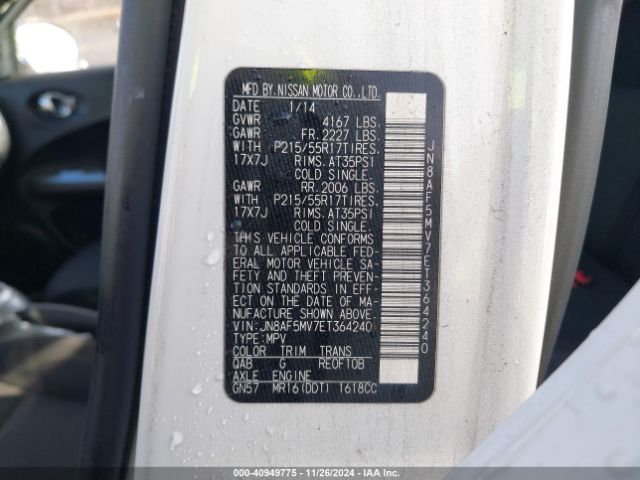 MFD BY.NISSAN MOTOR CO.,LTD.
DATE 1/14
GVWR 4167 LBS.
GAWR FR. 2227 LBS.
WITH P215/55R17TIRES.
17X7J RIMS.AT35PSI
COLD SINGLE.
GAWR RR. 2006 LBS.
WITH P215/55R17TIRES.
17X7J RIMS.AT35PSI
COLD SINGLE.
THIS VEHICLE CONFORMS
TO ALL APPLICABLE FED-
ERAL MOTOR VEHICLE SA-
FETY AND THEFT PREVEN-
TION STANDARDS IN EFF-
ECT ON THE DATE OF MA-
NUFACTURE SHOWN ABOVE.
VIN:JN8AF5MV7ET364240
TYPE:MPV
COLOR TRIM TRANS
QAB G RE0F10B
AXLE ENGINE
GN57 MR16(DDT) 1618CC
JN8AF5MV7ET364240
000-40949775 - 11/26/2024 - IAA Inc.